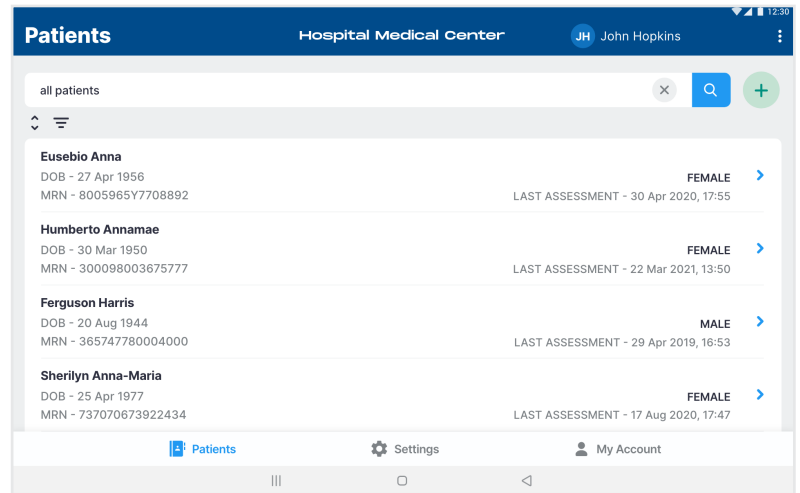 12:30
Patients
Hospital Medical Center
JH John Hopkins
all patients
Eusebio Anna
DOB - 27 Apr 1956
FEMALE
MRN - 8005965Y7708892
LAST ASSESSMENT - 30 Apr 2020, 17:55
Humberto Annamae
DOB - 30 Mar 1950
FEMALE
MRN - 300098003675777
LAST ASSESSMENT - 22 Mar 2021, 13:50
Ferguson Harris
DOB - 20 Aug 1944
MALE
MRN - 365747780004000
LAST ASSESSMENT - 29 Apr 2019, 16:53
Sherilyn Anna-Maria
DOB - 25 Apr 1977
FEMALE
MRN - 737070673922434
LAST ASSESSMENT - 17 Aug 2020, 17:47
Patients
Settings
My Account